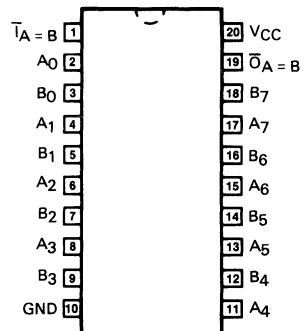 I̅A = B 1 20 VCC
A0 2 19 O̅A = B
B0 3 18 B7
A1 4 17 A7
B1 5 16 B6
A2 6 15 A6
B2 7 14 B5
A3 8 13 A5
B3 9 12 B4
GND 10 11 A4